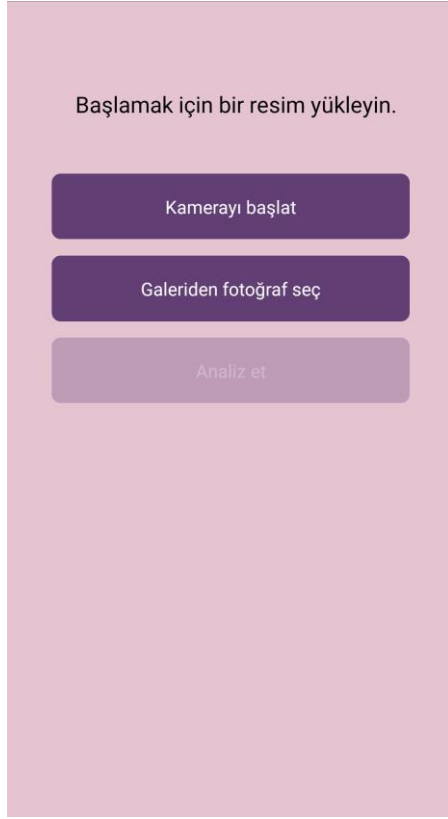 Başlamak için bir resim yükleyin.
Kamerayı başlat
Galeriden fotoğraf seç
Analiz et